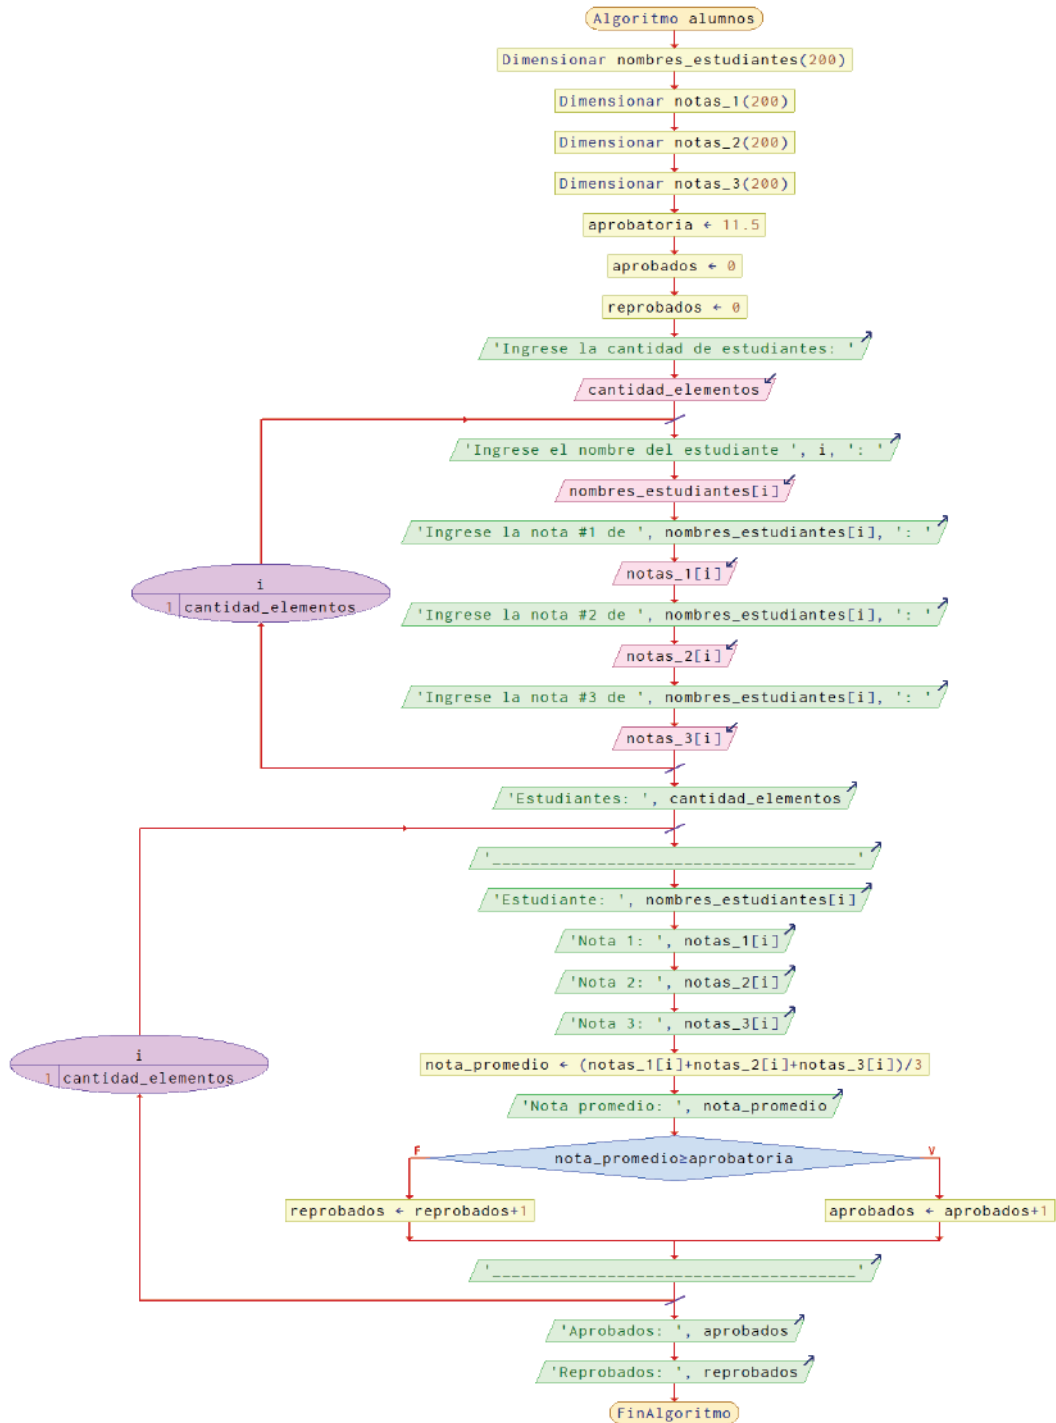 Algoritmo alumnos
Dimensionar nombres_estudiantes(200)
Dimensionar notas_1(200)
Dimensionar notas_2(200)
Dimensionar notas_3(200)
aprobatoria ← 11.5
aprobados ← 0
reprobados ← 0
'Ingrese la cantidad de estudiantes: '
cantidad_elementos
i
1 cantidad_elementos
'Ingrese el nombre del estudiante ', i, ': '
nombres_estudiantes[i]
'Ingrese la nota #1 de ', nombres_estudiantes[i], ': '
notas_1[i]
'Ingrese la nota #2 de ', nombres_estudiantes[i], ': '
notas_2[i]
'Ingrese la nota #3 de ', nombres_estudiantes[i], ': '
notas_3[i]
'Estudiantes: ', cantidad_elementos
i
1 cantidad_elementos
'___________________________________'
'Estudiante: ', nombres_estudiantes[i]
'Nota 1: ', notas_1[i]
'Nota 2: ', notas_2[i]
'Nota 3: ', notas_3[i]
nota_promedio ← (notas_1[i]+notas_2[i]+notas_3[i])/3
'Nota promedio: ', nota_promedio
F
V
nota_promedio≥aprobatoria
reprobados ← reprobados+1
aprobados ← aprobados+1
'___________________________________'
'Aprobados: ', aprobados
'Reprobados: ', reprobados
FinAlgoritmo